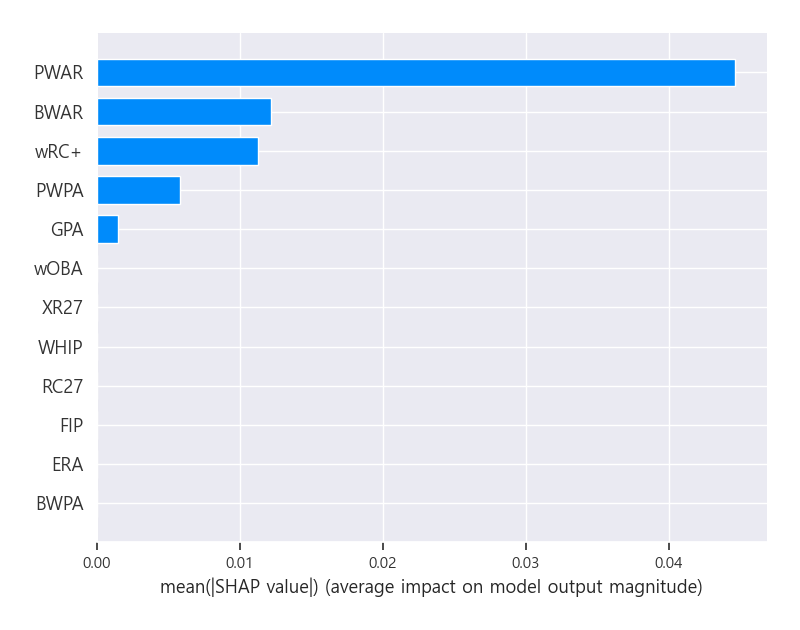 PWAR
BWAR
wRC+
PWPA
GPA
wOBA
XR27
WHIP
RC27
FIP
ERA
BWPA
0.00 0.01 0.02 0.03 0.04
mean(|SHAP value|) (average impact on model output magnitude)